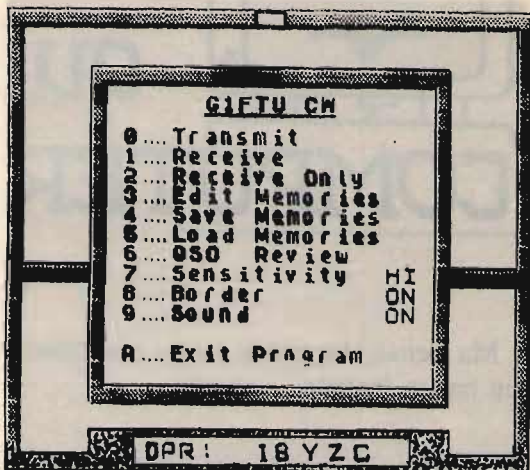 G1FTU CW
0.... Transmit
1.... Receive
2.... Receive Only
3.... Edit Memories
4.... Save Memories
5.... Load Memories
6.... QSO Review
7.... Sensitivity HI
8.... Border ON
9.... Sound ON
A.... Exit Program
OPR: I8YZC